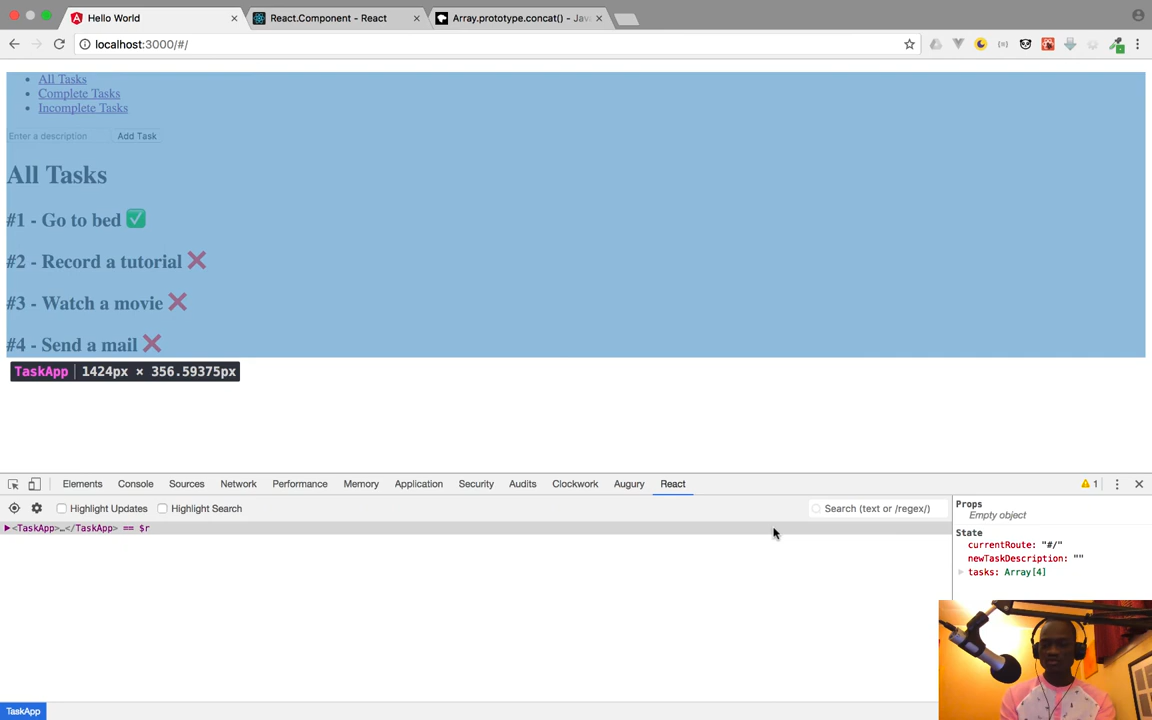 Hello World
React.Component - React
Array.prototype.concat() - Jav
localhost:3000/#/
All Tasks
Complete Tasks
Incomplete Tasks
Enter a description
Add Task
All Tasks
#1 - Go to bed ✅
#2 - Record a tutorial ❌
#3 - Watch a movie ❌
#4 - Send a mail ❌
TaskApp | 1424px × 356.59375px
Elements Console Sources Network Performance Memory Application Security Audits Clockwork Augury React 1
Highlight Updates Highlight Search Search (text or /regex/)
<TaskApp>…</TaskApp> == $r
Props
Empty object
State
currentRoute: "#/"
newTaskDescription: ""
tasks: Array[4]
TaskApp